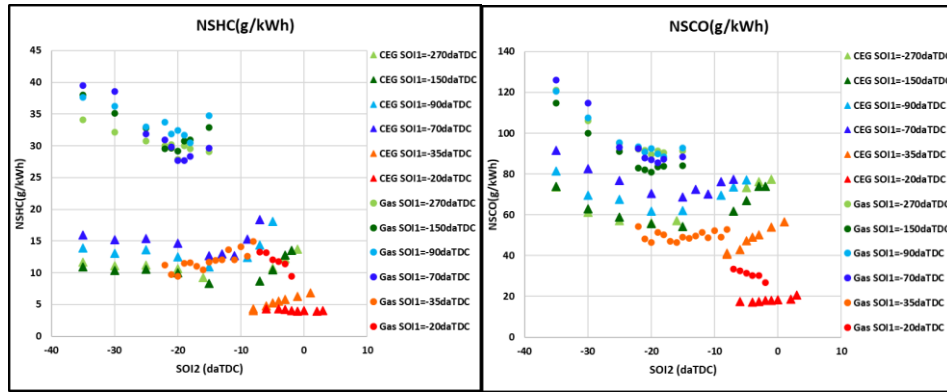 NSHC(g/kWh)
45
40
35
30
25
20
15
10
5
0
NSHC(g/kWh)
-40
-30
-20
-10
0
10
SOI2 (daTDC)
CEG SOI1=-270daTDC
CEG SOI1=-150daTDC
CEG SOI1=-90daTDC
CEG SOI1=-70daTDC
CEG SOI1=-35daTDC
CEG SOI1=-20daTDC
Gas SOI1=-270daTDC
Gas SOI1=-150daTDC
Gas SOI1=-90daTDC
Gas SOI1=-70daTDC
Gas SOI1=-35daTDC
Gas SOI1=-20daTDC
NSCO(g/kWh)
140
120
100
80
60
40
20
0
NSCO(g/kWh)
-40
-30
-20
-10
0
10
SOI2 (daTDC)
CEG SOI1=-270daTDC
CEG SOI1=-150daTDC
CEG SOI1=-90daTDC
CEG SOI1=-70daTDC
CEG SOI1=-35daTDC
CEG SOI1=-20daTDC
Gas SOI1=-270daTDC
Gas SOI1=-150daTDC
Gas SOI1=-90daTDC
Gas SOI1=-70daTDC
Gas SOI1=-35daTDC
Gas SOI1=-20daTDC